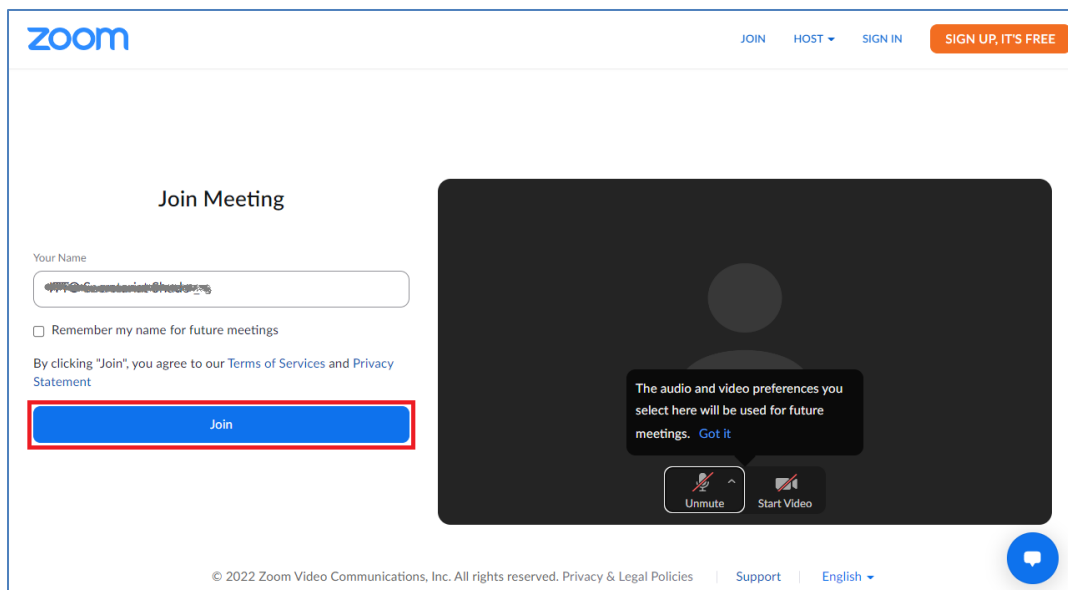 zoom
JOIN HOST SIGN IN SIGN UP, IT'S FREE
Join Meeting
Your Name
Remember my name for future meetings
By clicking "Join", you agree to our Terms of Services and Privacy
Statement
Join
The audio and video preferences you
select here will be used for future
meetings. Got it
Unmute Start Video
© 2022 Zoom Video Communications, Inc. All rights reserved. Privacy & Legal Policies Support English